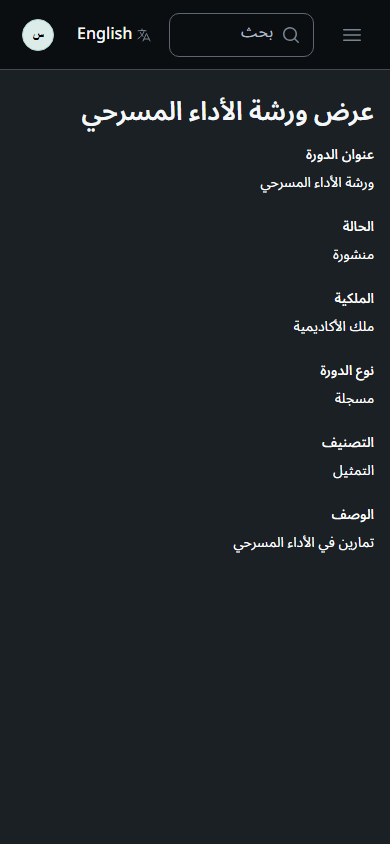 بحث
English
س
عرض ورشة الأداء المسرحي
عنوان الدورة
ورشة الأداء المسرحي
الحالة
منشورة
الملكية
ملك الأكاديمية
نوع الدورة
مسجلة
التصنيف
التمثيل
الوصف
تمارين في الأداء المسرحي